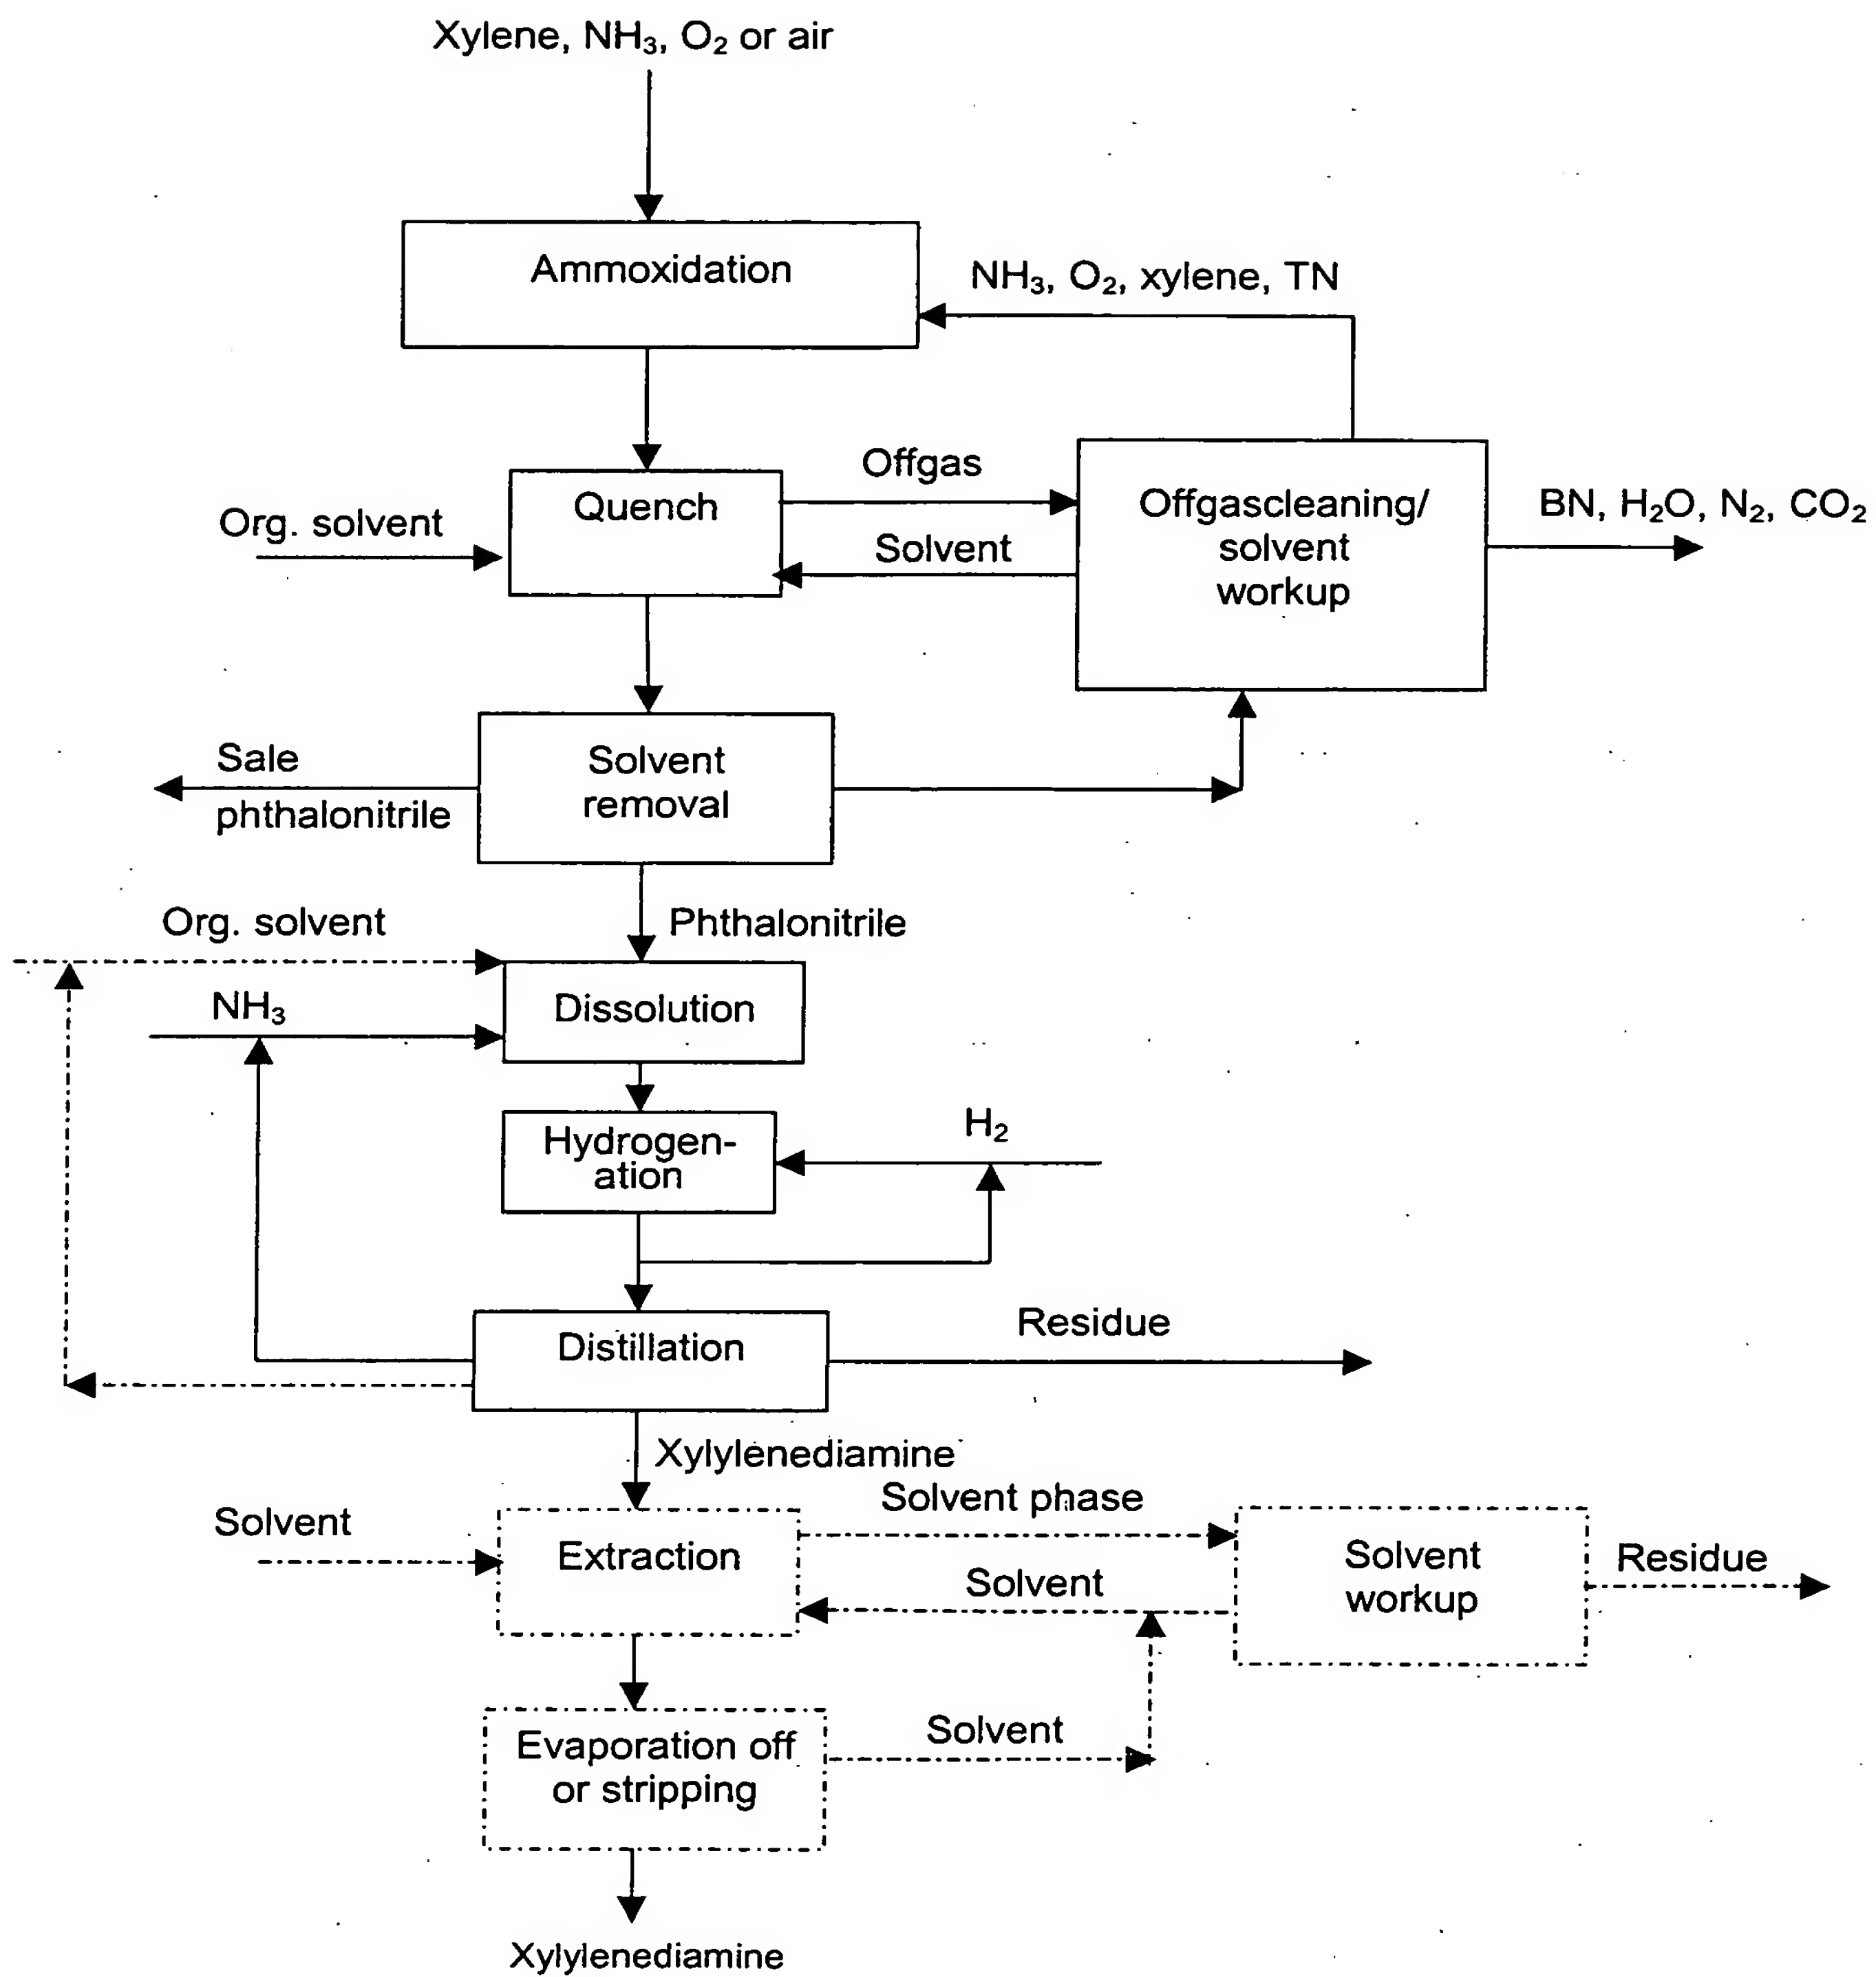 Xylene, NH₃, O₂ or air
Ammoxidation
NH₃, O₂, xylene, TN
Offgas
Quench
Org. solvent
Solvent
Offgascleaning/
solvent
workup
BN, H₂O, N₂, CO₂
Sale
phthalonitrile
Solvent
removal
Org. solvent
Phthalonitrile
NH₃
Dissolution
Hydrogen-
ation
H₂
Distillation
Residue
Xylylenediamine
Solvent
Extraction
Solvent phase
Solvent
Solvent
workup
Residue
Evaporation off
or stripping
Solvent
Xylylenediamine